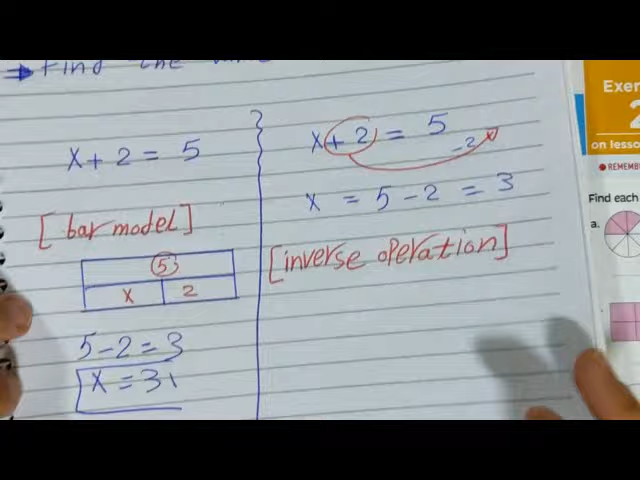 → Find the
x + 2 = 5
[bar model]
5
x 2
5 - 2 = 3
x = 3
x + 2 = 5
-2
x = 5 - 2 = 3
[inverse operation]
Exer
2
on lesso
REMEMB
Find each
a.